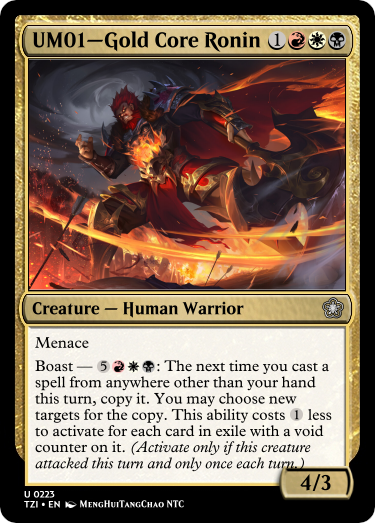 UM01—Gold Core Ronin 1
Creature — Human Warrior
Menace
Boast — 5: The next time you cast a
spell from anywhere other than your hand
this turn, copy it. You may choose new
targets for the copy. This ability costs 1 less
to activate for each card in exile with a void
counter on it. (Activate only if this creature
attacked this turn and only once each turn.)
4/3
U 0223
TZI • EN MengHuiTangChao NTC